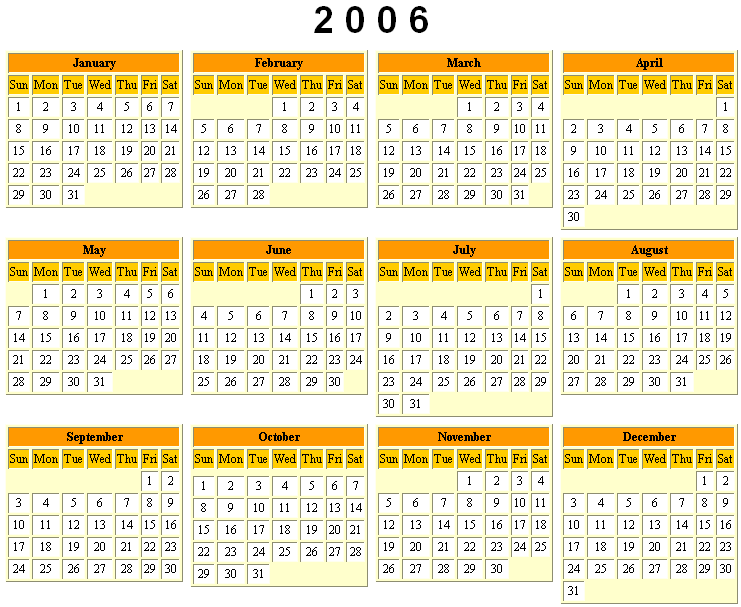 2 0 0 6
January
Sun Mon Tue Wed Thu Fri Sat
1 2 3 4 5 6 7
8 9 10 11 12 13 14
15 16 17 18 19 20 21
22 23 24 25 26 27 28
29 30 31
February
Sun Mon Tue Wed Thu Fri Sat
1 2 3 4
5 6 7 8 9 10 11
12 13 14 15 16 17 18
19 20 21 22 23 24 25
26 27 28
March
Sun Mon Tue Wed Thu Fri Sat
1 2 3 4
5 6 7 8 9 10 11
12 13 14 15 16 17 18
19 20 21 22 23 24 25
26 27 28 29 30 31
April
Sun Mon Tue Wed Thu Fri Sat
1
2 3 4 5 6 7 8
9 10 11 12 13 14 15
16 17 18 19 20 21 22
23 24 25 26 27 28 29
30
May
Sun Mon Tue Wed Thu Fri Sat
1 2 3 4 5 6
7 8 9 10 11 12 13
14 15 16 17 18 19 20
21 22 23 24 25 26 27
28 29 30 31
June
Sun Mon Tue Wed Thu Fri Sat
1 2 3
4 5 6 7 8 9 10
11 12 13 14 15 16 17
18 19 20 21 22 23 24
25 26 27 28 29 30
July
Sun Mon Tue Wed Thu Fri Sat
1
2 3 4 5 6 7 8
9 10 11 12 13 14 15
16 17 18 19 20 21 22
23 24 25 26 27 28 29
30 31
August
Sun Mon Tue Wed Thu Fri Sat
1 2 3 4 5
6 7 8 9 10 11 12
13 14 15 16 17 18 19
20 21 22 23 24 25 26
27 28 29 30 31
September
Sun Mon Tue Wed Thu Fri Sat
1 2
3 4 5 6 7 8 9
10 11 12 13 14 15 16
17 18 19 20 21 22 23
24 25 26 27 28 29 30
October
Sun Mon Tue Wed Thu Fri Sat
1 2 3 4 5 6 7
8 9 10 11 12 13 14
15 16 17 18 19 20 21
22 23 24 25 26 27 28
29 30 31
November
Sun Mon Tue Wed Thu Fri Sat
1 2 3 4
5 6 7 8 9 10 11
12 13 14 15 16 17 18
19 20 21 22 23 24 25
26 27 28 29 30
December
Sun Mon Tue Wed Thu Fri Sat
1 2
3 4 5 6 7 8 9
10 11 12 13 14 15 16
17 18 19 20 21 22 23
24 25 26 27 28 29 30
31